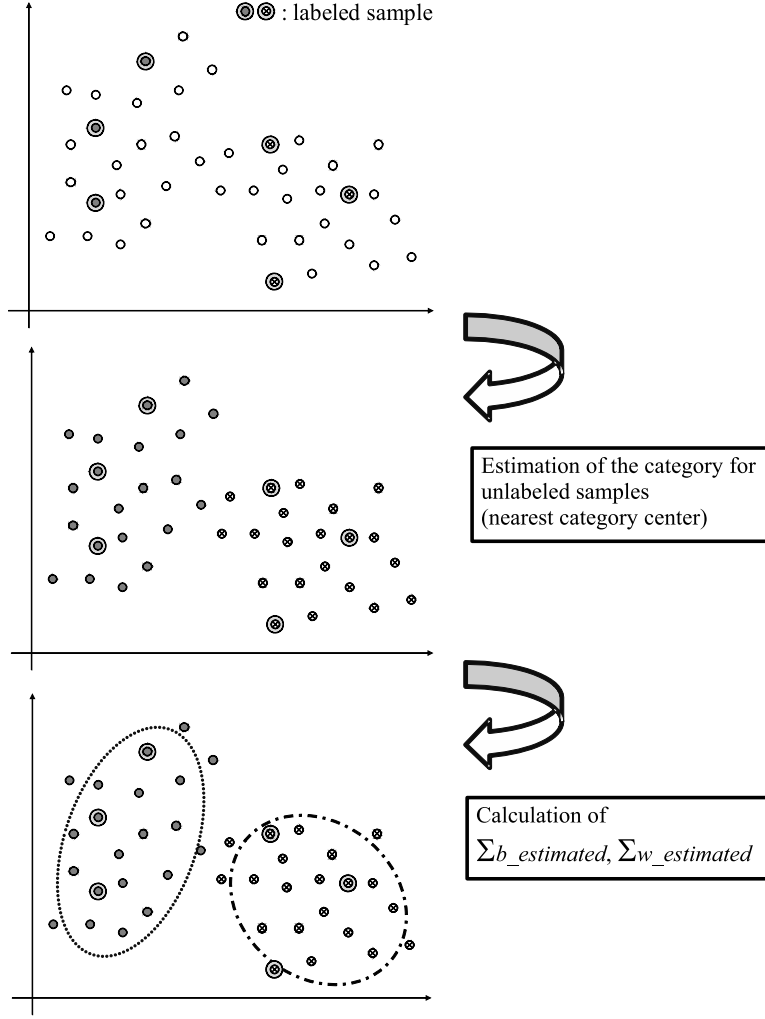 : labeled sample
Estimation of the category for
unlabeled samples
(nearest category center)
Calculation of
Σb_estimated, Σw_estimated